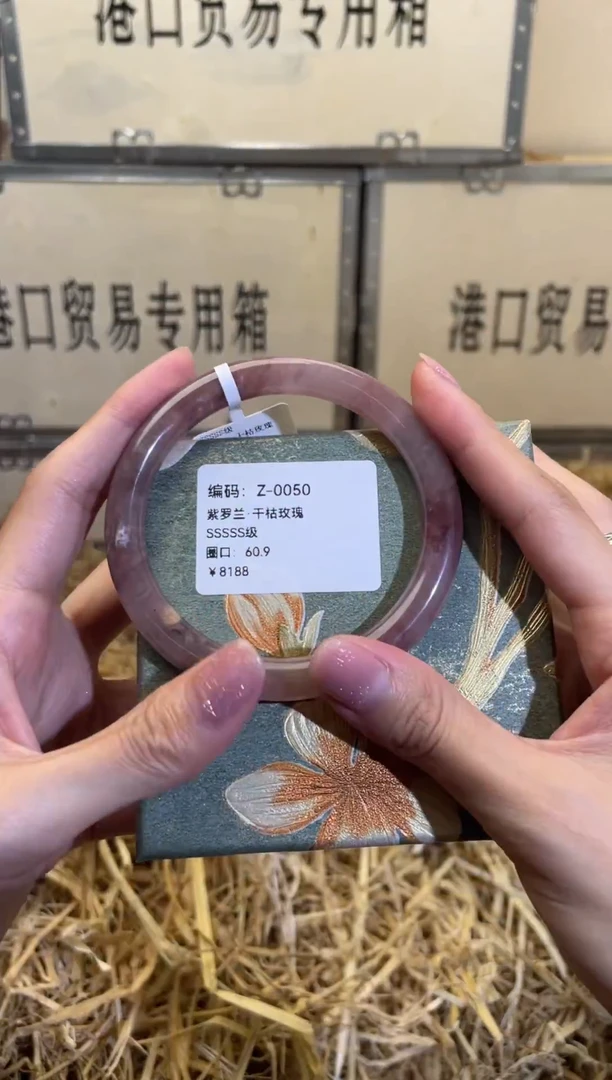 港口贸易专用箱
港口贸易专用箱
港口贸易
编码：Z-0050
紫罗兰·干枯玫瑰
SSSSS级
圈口：60.9
￥8188